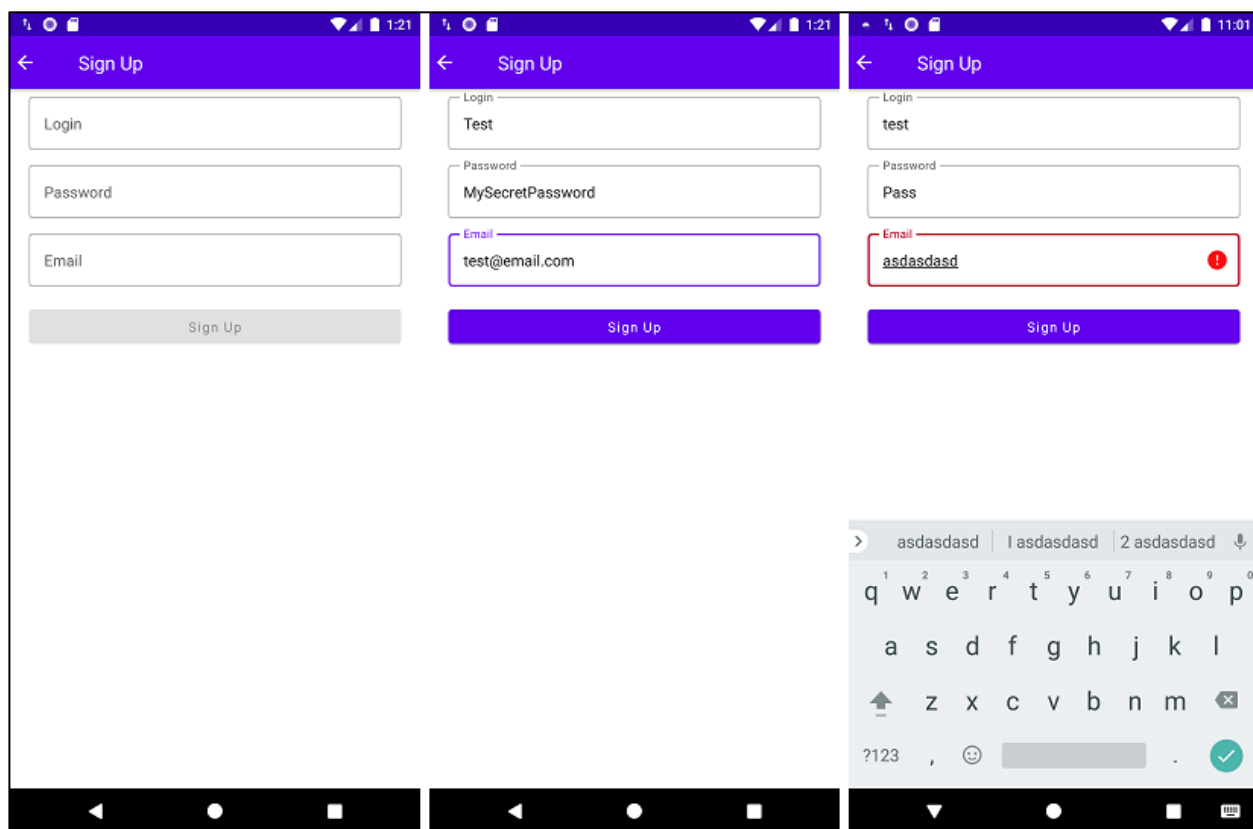 1:21
Sign Up
Login
Password
Email
Sign Up
1:21
Sign Up
Login
Test
Password
MySecretPassword
Email
test@email.com
Sign Up
11:01
Sign Up
Login
test
Password
Pass
Email
asdasdasd
Sign Up
asdasdasd I asdasdasd 2 asdasdasd
1 2 3 4 5 6 7 8 9 0
q w e r t y u i o p
a s d f g h j k l
z x c v b n m
?123 , .